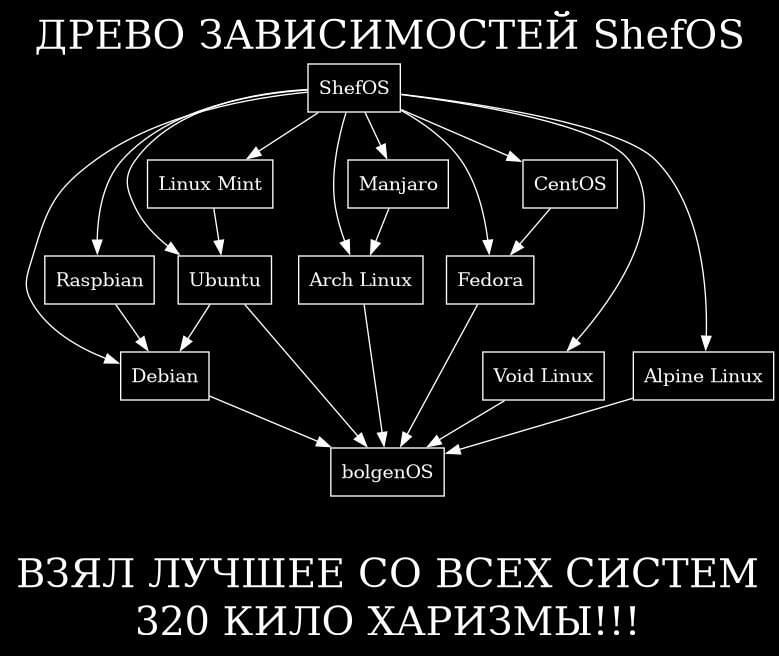 ДРЕВО ЗАВИСИМОСТЕЙ ShefOS
ShefOS
Linux Mint
Manjaro
CentOS
Raspbian
Ubuntu
Arch Linux
Fedora
Debian
Void Linux
Alpine Linux
bolgenOS
ВЗЯЛ ЛУЧШЕЕ СО ВСЕХ СИСТЕМ
320 КИЛО ХАРИЗМЫ!!!